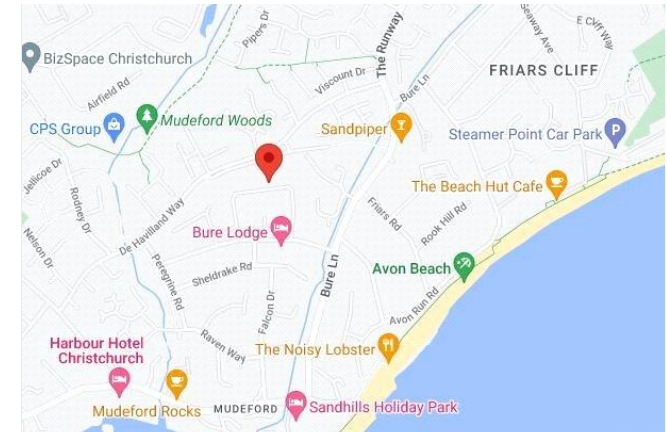 Pipers Dr
The Runway
Seaway Ave
E Cliff Way
BizSpace Christchurch
Viscount Dr
Bure Ln
FRIARS CLIFF
Airfield Rd
CPS Group
Mudeford Woods
Sandpiper
Steamer Point Car Park
P
Jellicoe Dr
Rodney Dr
The Beach Hut Cafe
De Havilland Way
Friars Rd
Rook Hill Rd
Nelson Dr
Bure Lodge
Peregrine Rd
Sheldrake Rd
Bure Ln
Avon Beach
Falcon Dr
Avon Run Rd
Raven Way
Harbour Hotel
Christchurch
The Noisy Lobster
Mudeford Rocks
MUDEFORD
Sandhills Holiday Park